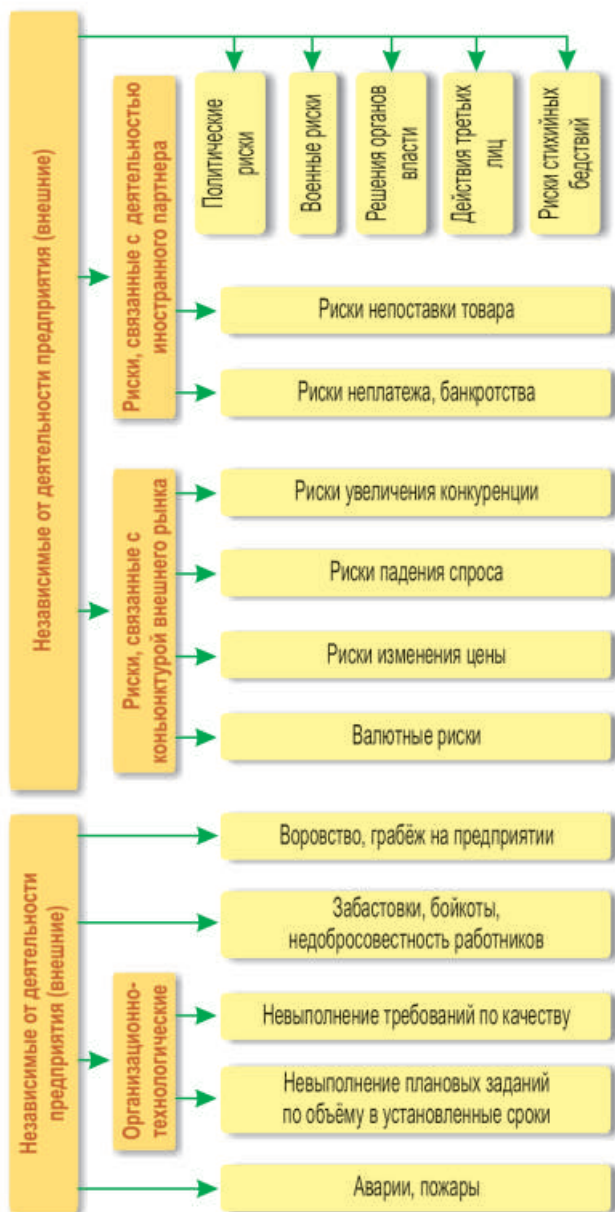 Независимые от деятельности предприятия (внешние)
Риски, связанные с деятельностью
иностранного партнера
Политические
риски
Военные риски
Решения органов
власти
Действия третьих
лиц
Риски стихийных
бедствий
Риски непоставки товара
Риски неплатежа, банкротства
Риски, связанные с
коньюнктурой внешнего рынка
Риски увеличения конкуренции
Риски падения спроса
Риски изменения цены
Валютные риски
Независимые от деятельности
предприятия (внешние)
Воровство, грабёж на предприятии
Забастовки, бойкоты,
недобросовестность работников
Организационно-
технологические
Невыполнение требований по качеству
Невыполнение плановых заданий
по объёму в установленные сроки
Аварии, пожары